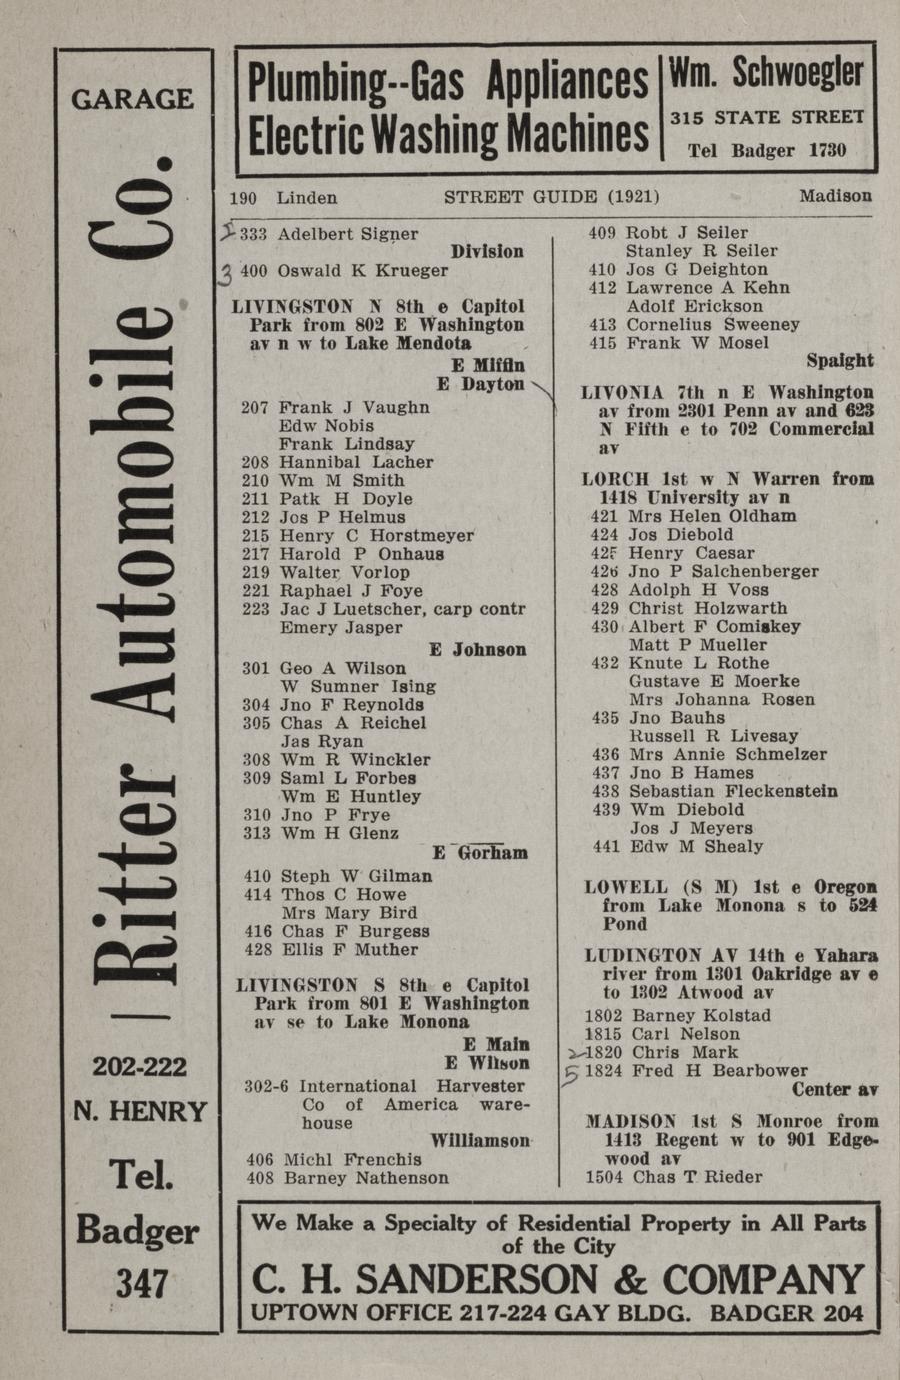 GARAGE
Ritter Automobile Co.
202-222
N. HENRY
Tel.
Badger
347
Plumbing--Gas Appliances
Electric Washing Machines
Wm. Schwoegler
315 STATE STREET
Tel Badger 1730
190 Linden STREET GUIDE (1921) Madison
2 333 Adelbert Signer
Division
3 400 Oswald K Krueger
LIVINGSTON N 8th e Capitol
Park from 802 E Washington
av n w to Lake Mendota
E Mifflin
E Dayton
207 Frank J Vaughn
Edw Nobis
Frank Lindsay
208 Hannibal Lacher
210 Wm M Smith
211 Patk H Doyle
212 Jos P Helmus
215 Henry C Horstmeyer
217 Harold P Onhaus
219 Walter Vorlop
221 Raphael J Foye
223 Jac J Luetscher, carp contr
Emery Jasper
E Johnson
301 Geo A Wilson
W Sumner Ising
304 Jno F Reynolds
305 Chas A Reichel
Jas Ryan
308 Wm R Winckler
309 Saml L Forbes
Wm E Huntley
310 Jno P Frye
313 Wm H Glenz
E Gorham
410 Steph W Gilman
414 Thos C Howe
Mrs Mary Bird
416 Chas F Burgess
428 Ellis F Muther
LIVINGSTON S 8th e Capitol
Park from 801 E Washington
av se to Lake Monona
E Main
E Wilson
302-6 International Harvester
Co of America ware-
house
Williamson
406 Michl Frenchis
408 Barney Nathenson
409 Robt J Seiler
Stanley R Seiler
410 Jos G Deighton
412 Lawrence A Kehn
Adolf Erickson
413 Cornelius Sweeney
415 Frank W Mosel
Spaight
LIVONIA 7th n E Washington
av from 2301 Penn av and 623
N Fifth e to 702 Commercial
av
LORCH 1st w N Warren from
1418 University av n
421 Mrs Helen Oldham
424 Jos Diebold
425 Henry Caesar
426 Jno P Salchenberger
428 Adolph H Voss
429 Christ Holzwarth
430 Albert F Comiskey
Matt P Mueller
432 Knute L Rothe
Gustave E Moerke
Mrs Johanna Rosen
435 Jno Bauhs
Russell R Livesay
436 Mrs Annie Schmelzer
437 Jno B Hames
438 Sebastian Fleckenstein
439 Wm Diebold
Jos J Meyers
441 Edw M Shealy
LOWELL (S M) 1st e Oregon
from Lake Monona s to 524
Pond
LUDINGTON AV 14th e Yahara
river from 1301 Oakridge av e
to 1302 Atwood av
1802 Barney Kolstad
1815 Carl Nelson
2 1820 Chris Mark
5 1824 Fred H Bearbower
Center av
MADISON 1st S Monroe from
1413 Regent w to 901 Edge-
wood av
1504 Chas T Rieder
We Make a Specialty of Residential Property in All Parts
of the City
C. H. SANDERSON & COMPANY
UPTOWN OFFICE 217-224 GAY BLDG. BADGER 204